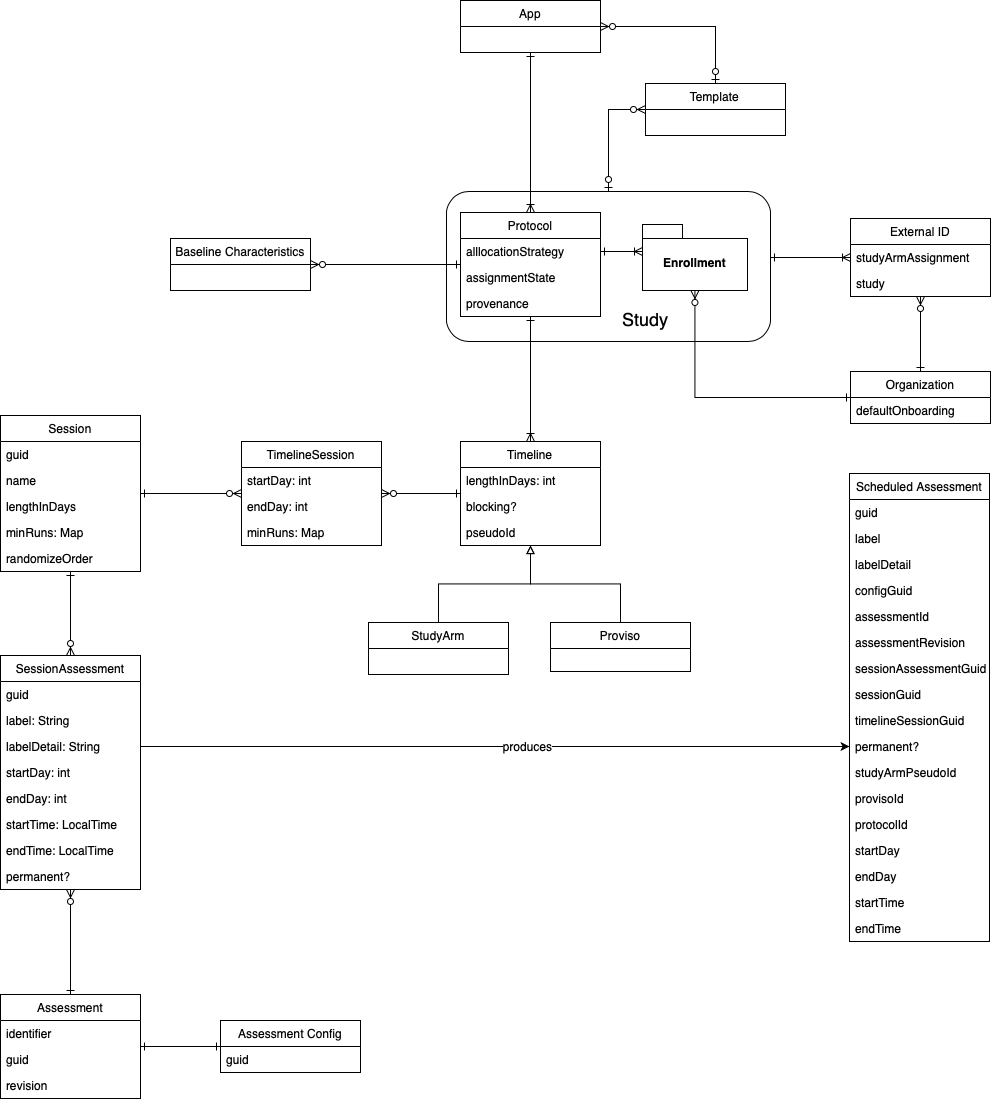 App
Template
Protocol
alllocationStrategy
assignmentState
provenance
Enrollment
Study
Baseline Characteristics
External ID
studyArmAssignment
study
Organization
defaultOnboarding
Session
guid
name
lengthInDays
minRuns: Map
randomizeOrder
TimelineSession
startDay: int
endDay: int
minRuns: Map
Timeline
lengthInDays: int
blocking?
pseudoId
StudyArm
Proviso
Scheduled Assessment
guid
label
labelDetail
configGuid
assessmentId
assessmentRevision
sessionAssessmentGuid
sessionGuid
timelineSessionGuid
permanent?
studyArmPseudoId
provisoId
protocolId
startDay
endDay
startTime
endTime
SessionAssessment
guid
label: String
labelDetail: String
startDay: int
endDay: int
startTime: LocalTime
endTime: LocalTime
permanent?
produces
Assessment
identifier
guid
revision
Assessment Config
guid